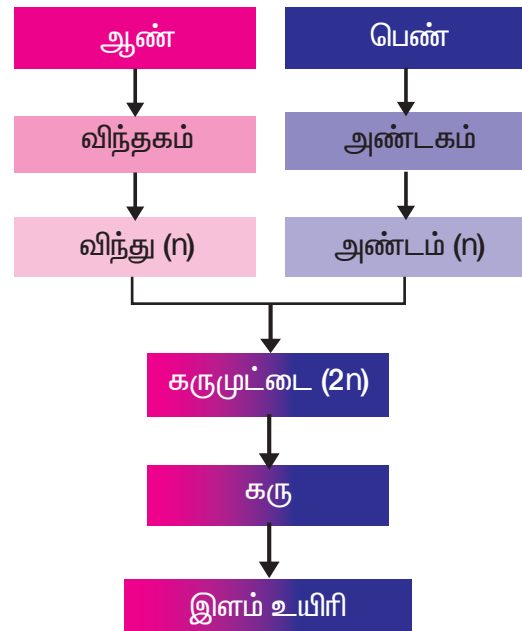 ஆண்
பெண்
விந்தகம்
அண்டகம்
விந்து (n)
அண்டம் (n)
கருமுட்டை (2n)
கரு
இளம் உயிரி